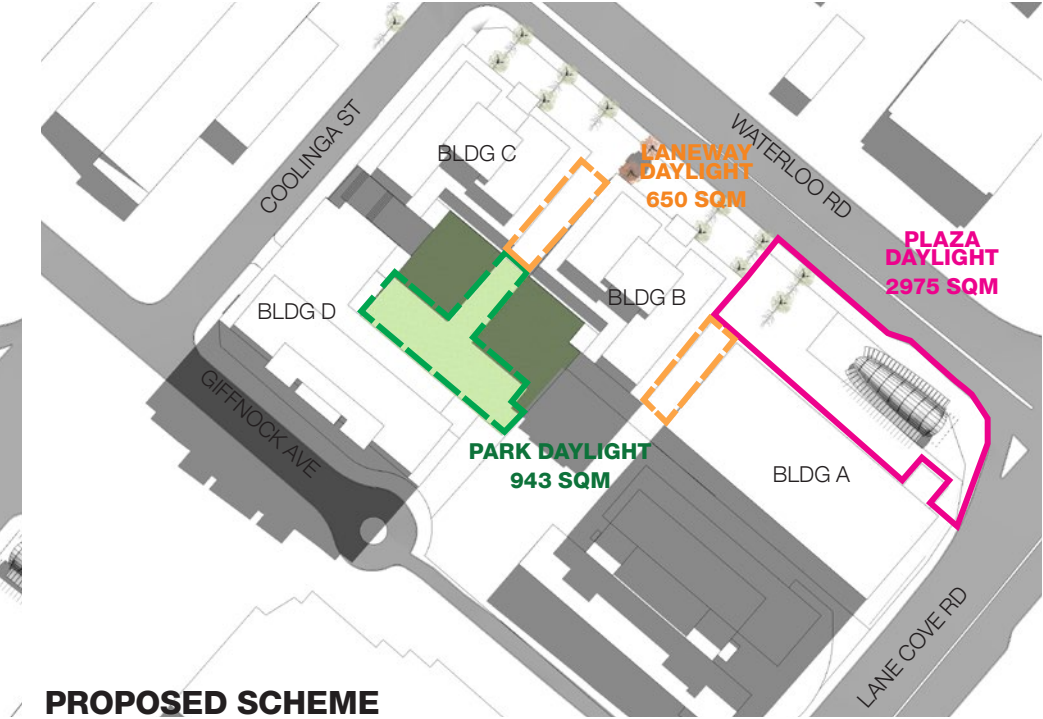 COOLINGA ST
BLDG C
LANEWAY
DAYLIGHT
650 SQM
WATERLOO RD
PLAZA
DAYLIGHT
2975 SQM
BLDG B
BLDG D
GIFFNOCK AVE
PARK DAYLIGHT
943 SQM
BLDG A
LANE COVE RD
PROPOSED SCHEME